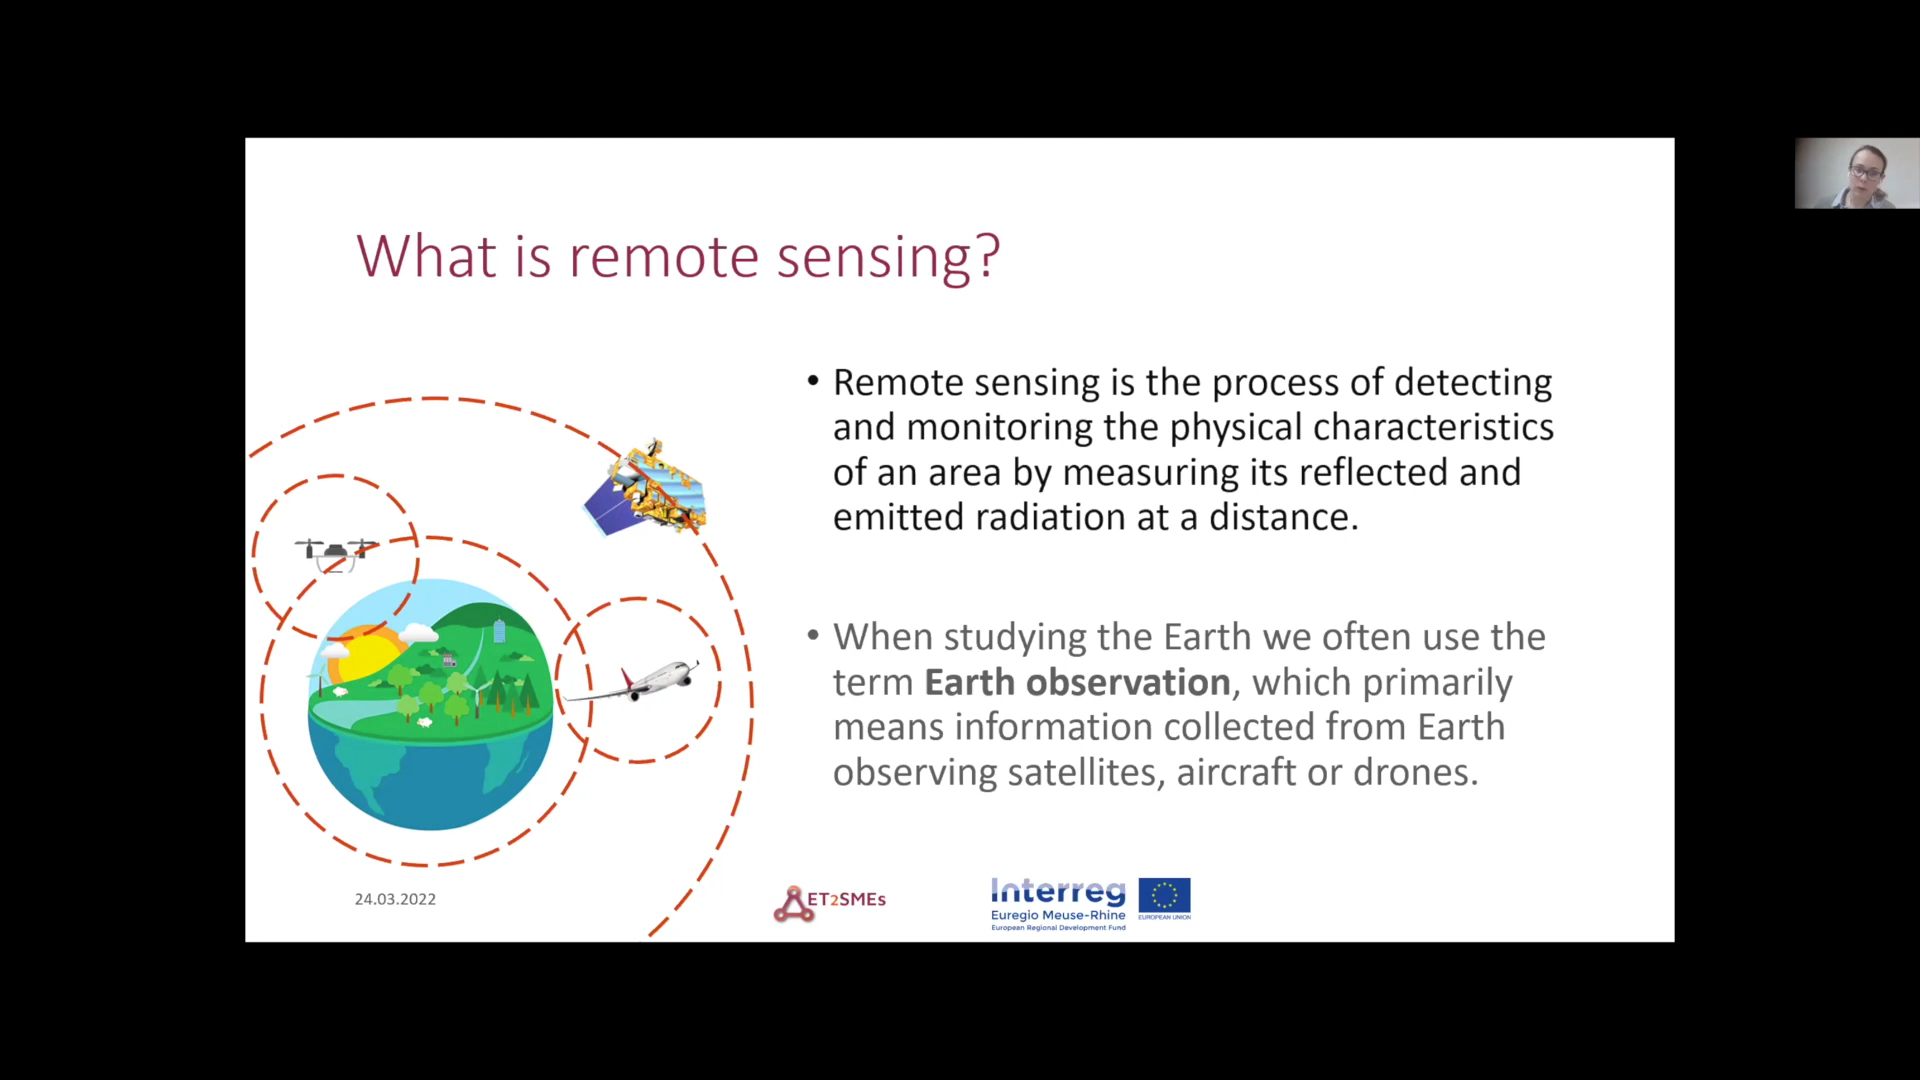 What is remote sensing?
• Remote sensing is the process of detecting
and monitoring the physical characteristics
of an area by measuring its reflected and
emitted radiation at a distance.
• When studying the Earth we often use the
term Earth observation, which primarily
means information collected from Earth
observing satellites, aircraft or drones.
24.03.2022
ET2SMEs
Interreg
Euregio Meuse-Rhine
European Regional Development Fund
EUROPEAN UNION